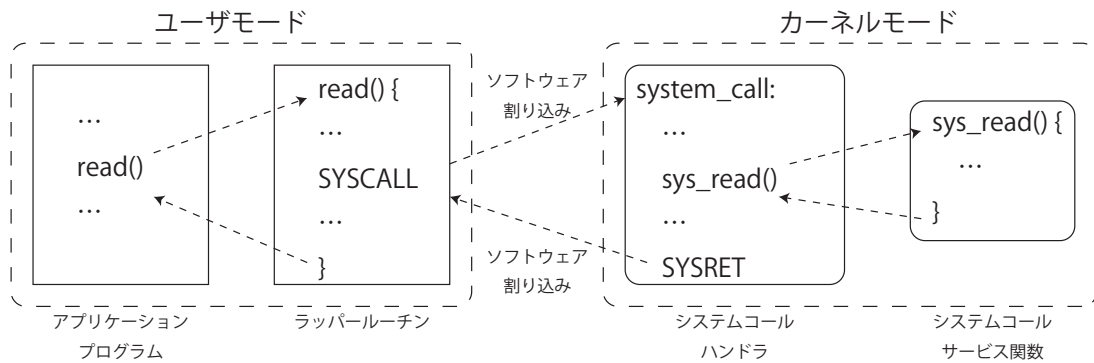 ユーザモード
カーネルモード
...
read()
...
read() {
...
SYSCALL
...
}
ソフトウェア
割り込み
ソフトウェア
割り込み
system_call:
...
sys_read()
...
SYSRET
sys_read() {
...
}
アプリケーション
プログラム
ラッパールーチン
システムコール
ハンドラ
システムコール
サービス関数